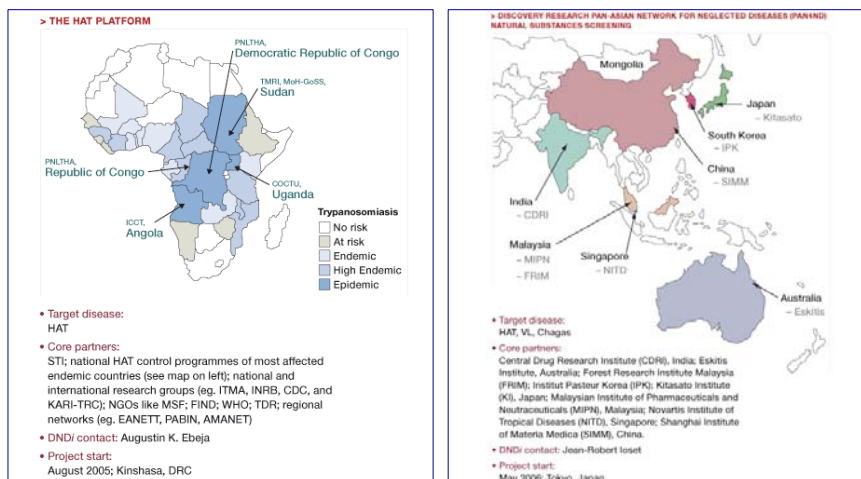 > THE HAT PLATFORM
PNLTHA,
Democratic Republic of Congo
TMRI, MoH-GoSS,
Sudan
PNLTHA,
Republic of Congo
COCTU,
Uganda
ICCT,
Angola
Trypanosomiasis
No risk
At risk
Endemic
High Endemic
Epidemic
• Target disease:
HAT
• Core partners:
STI; national HAT control programmes of most affected
endemic countries (see map on left); national and
international research groups (eg. ITMA, INRB, CDC, and
KARI-TRC); NGOs like MSF; FIND; WHO; TDR; regional
networks (eg. EANETT, PABIN, AMANET)
• DNDi contact: Augustin K. Ebeja
• Project start:
August 2005; Kinshasa, DRC
> DISCOVERY RESEARCH PAN-ASIAN NETWORK FOR NEGLECTED DISEASES (PAN4ND)
NATURAL SUBSTANCES SCREENING
Mongolia
Japan
– Kitasato
South Korea
– IPK
China
– SIMM
India
– CDRI
Malaysia
– MIPN
– FRIM
Singapore
– NITD
Australia
– Eskitis
• Target disease:
HAT, VL, Chagas
• Core partners:
Central Drug Research Institute (CDRI), India; Eskitis
Institute, Australia; Forest Research Institute Malaysia
(FRIM); Institut Pasteur Korea (IPK); Kitasato Institute
(KI), Japan; Malaysian Institute of Pharmaceuticals and
Neutraceuticals (MIPN), Malaysia; Novartis Institute of
Tropical Diseases (NITD), Singapore; Shanghai Institute
of Materia Medica (SIMM), China.
• DNDi contact: Jean-Robert Ioset
• Project start:
May 2006; Tokyo, Japan